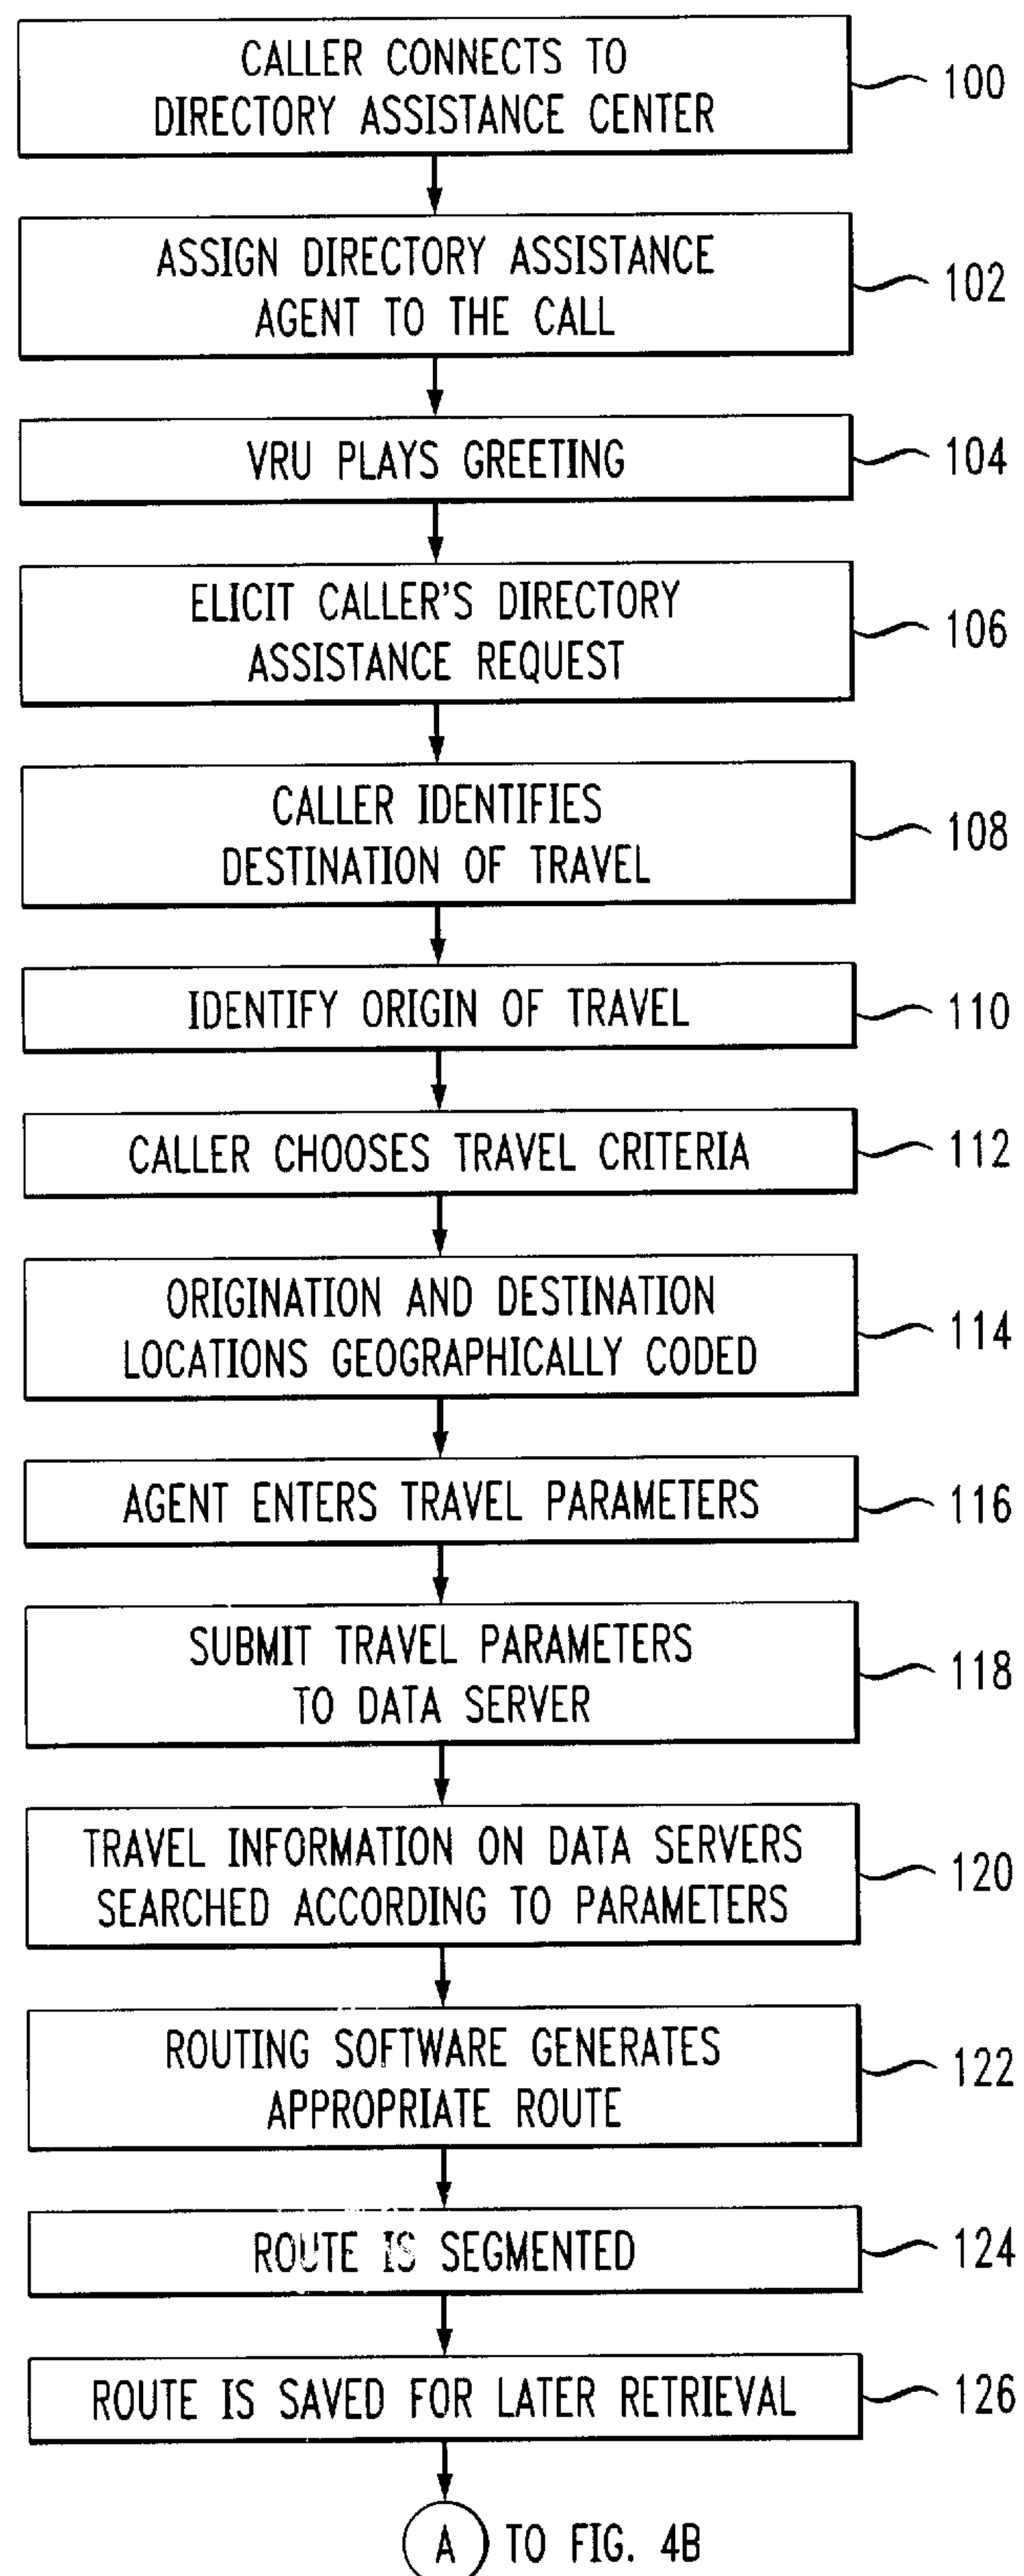 CALLER CONNECTS TO
DIRECTORY ASSISTANCE CENTER
100
ASSIGN DIRECTORY ASSISTANCE
AGENT TO THE CALL
102
VRU PLAYS GREETING
104
ELICIT CALLER'S DIRECTORY
ASSISTANCE REQUEST
106
CALLER IDENTIFIES
DESTINATION OF TRAVEL
108
IDENTIFY ORIGIN OF TRAVEL
110
CALLER CHOOSES TRAVEL CRITERIA
112
ORIGINATION AND DESTINATION
LOCATIONS GEOGRAPHICALLY CODED
114
AGENT ENTERS TRAVEL PARAMETERS
116
SUBMIT TRAVEL PARAMETERS
TO DATA SERVER
118
TRAVEL INFORMATION ON DATA SERVERS
SEARCHED ACCORDING TO PARAMETERS
120
ROUTING SOFTWARE GENERATES
APPROPRIATE ROUTE
122
ROUTE IS SEGMENTED
124
ROUTE IS SAVED FOR LATER RETRIEVAL
126
A TO FIG. 4B